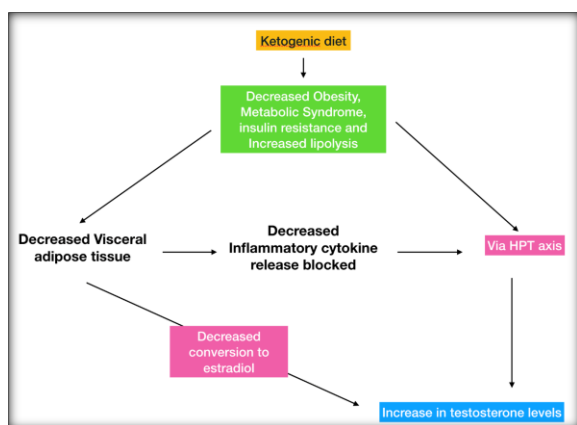 Ketogenic diet
Decreased Obesity,
Metabolic Syndrome,
insulin resistance and
Increased lipolysis
Decreased Visceral
adipose tissue
Decreased
Inflammatory cytokine
release blocked
Via HPT axis
Decreased
conversion to
estradiol
Increase in testosterone levels